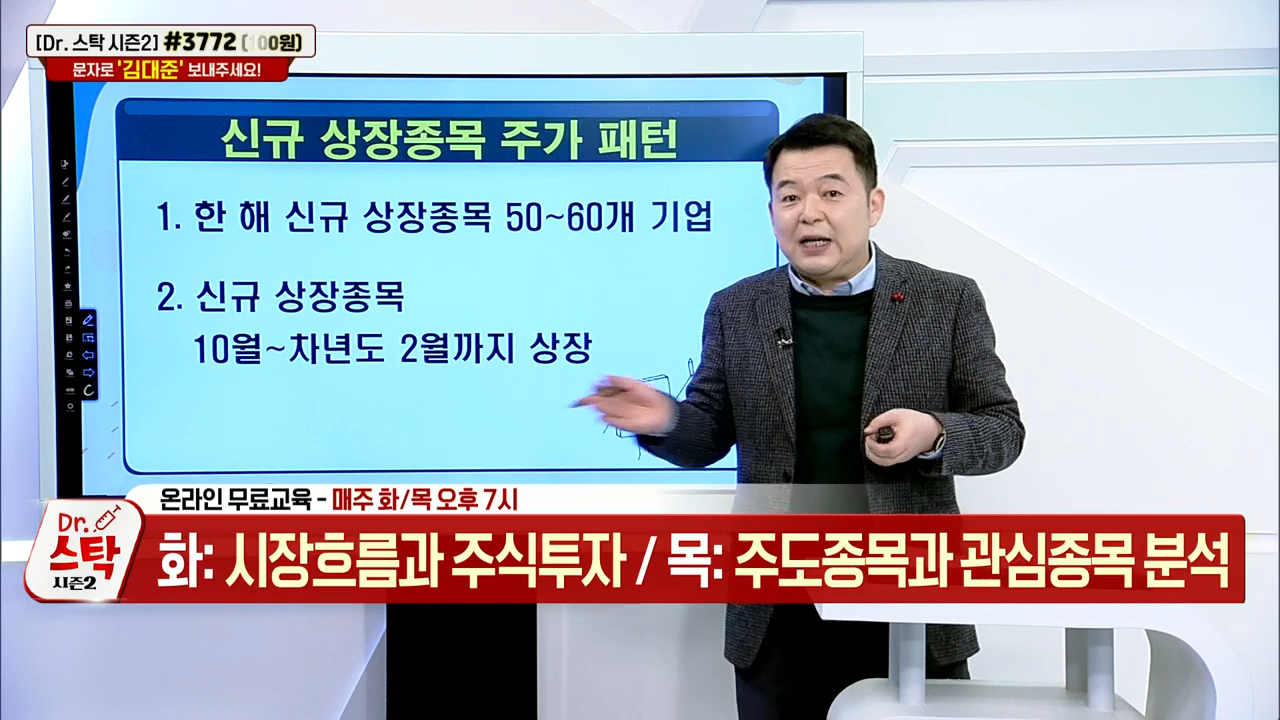 [Dr. 스탁 시즌2] #3772 (100원)
문자로 '김대준' 보내주세요!
신규 상장종목 주가 패턴
1. 한 해 신규 상장종목 50~60개 기업
2. 신규 상장종목
10월~차년도 2월까지 상장
온라인 무료교육 - 매주 화/목 오후 7시
Dr.
스탁
시즌2
화: 시장흐름과 주식투자 / 목: 주도종목과 관심종목 분석